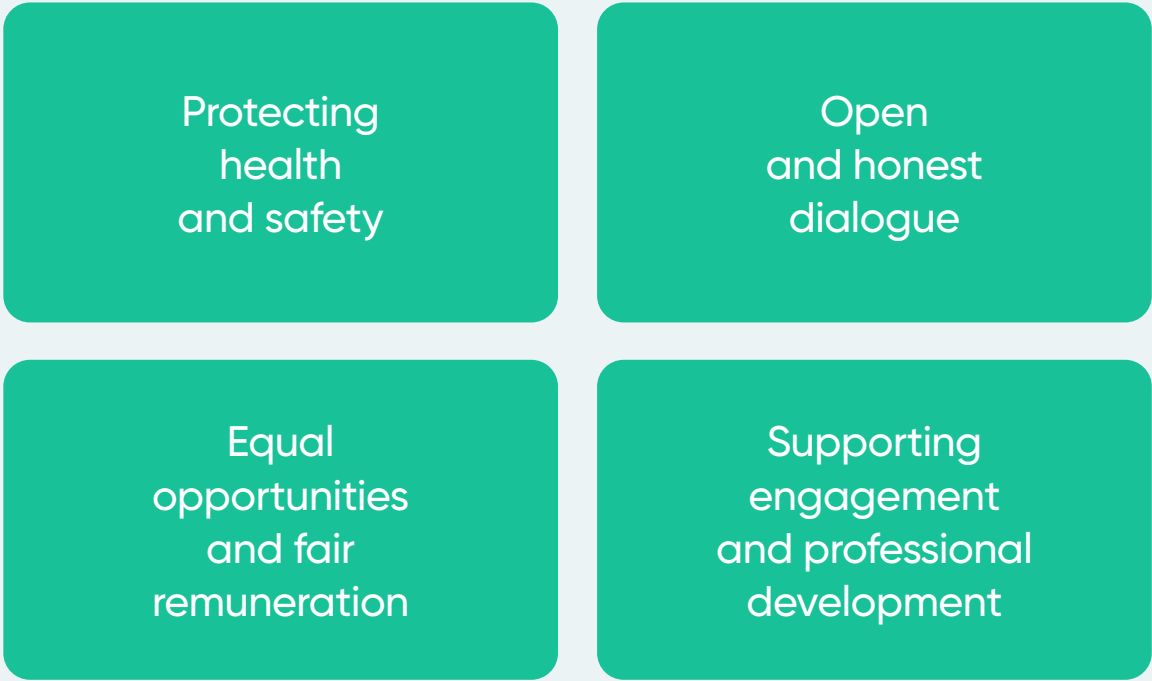 Protecting
health
and safety
Open
and honest
dialogue
Equal
opportunities
and fair
remuneration
Supporting
engagement
and professional
development